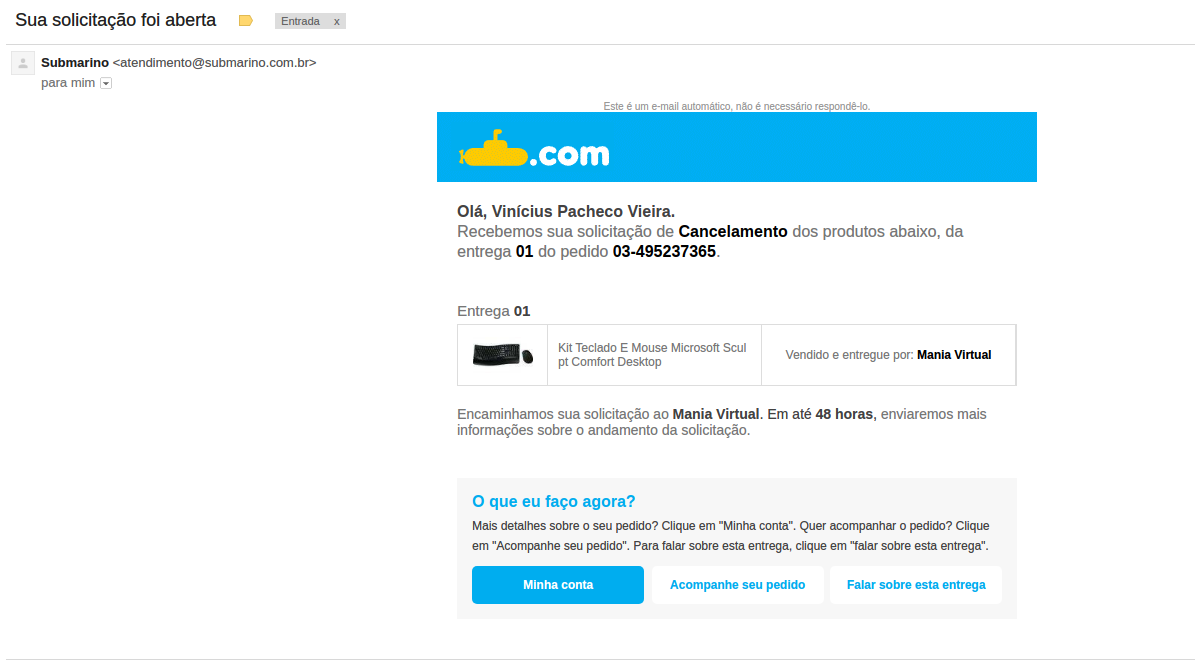 Sua solicitação foi aberta
Entrada x
Submarino <atendimento@submarino.com.br>
para mim
Este é um e-mail automático, não é necessário respondê-lo.
.com
Olá, Vinícius Pacheco Vieira.
Recebemos sua solicitação de Cancelamento dos produtos abaixo, da
entrega 01 do pedido 03-495237365.
Entrega 01
Kit Teclado E Mouse Microsoft Scul
pt Comfort Desktop
Vendido e entregue por: Mania Virtual
Encaminhamos sua solicitação ao Mania Virtual. Em até 48 horas, enviaremos mais
informações sobre o andamento da solicitação.
O que eu faço agora?
Mais detalhes sobre o seu pedido? Clique em "Minha conta". Quer acompanhar o pedido? Clique
em "Acompanhe seu pedido". Para falar sobre esta entrega, clique em "falar sobre esta entrega".
Minha conta
Acompanhe seu pedido
Falar sobre esta entrega